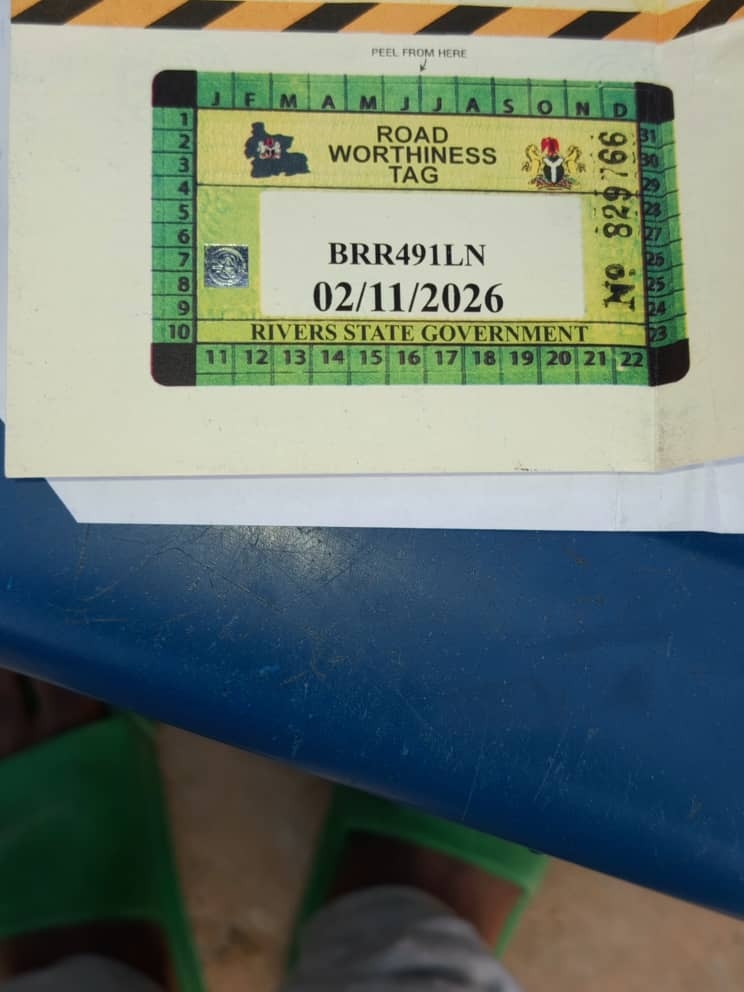 PEEL FROM HERE
J F M A M J J A S O N D
1
2
3
4
5
6
7
8
9
10
ROAD
WORTHINESS
TAG
BRR491LN
02/11/2026
RIVERS STATE GOVERNMENT
Nº 829766
31
30
29
28
27
26
25
24
23
11 12 13 14 15 16 17 18 19 20 21 22